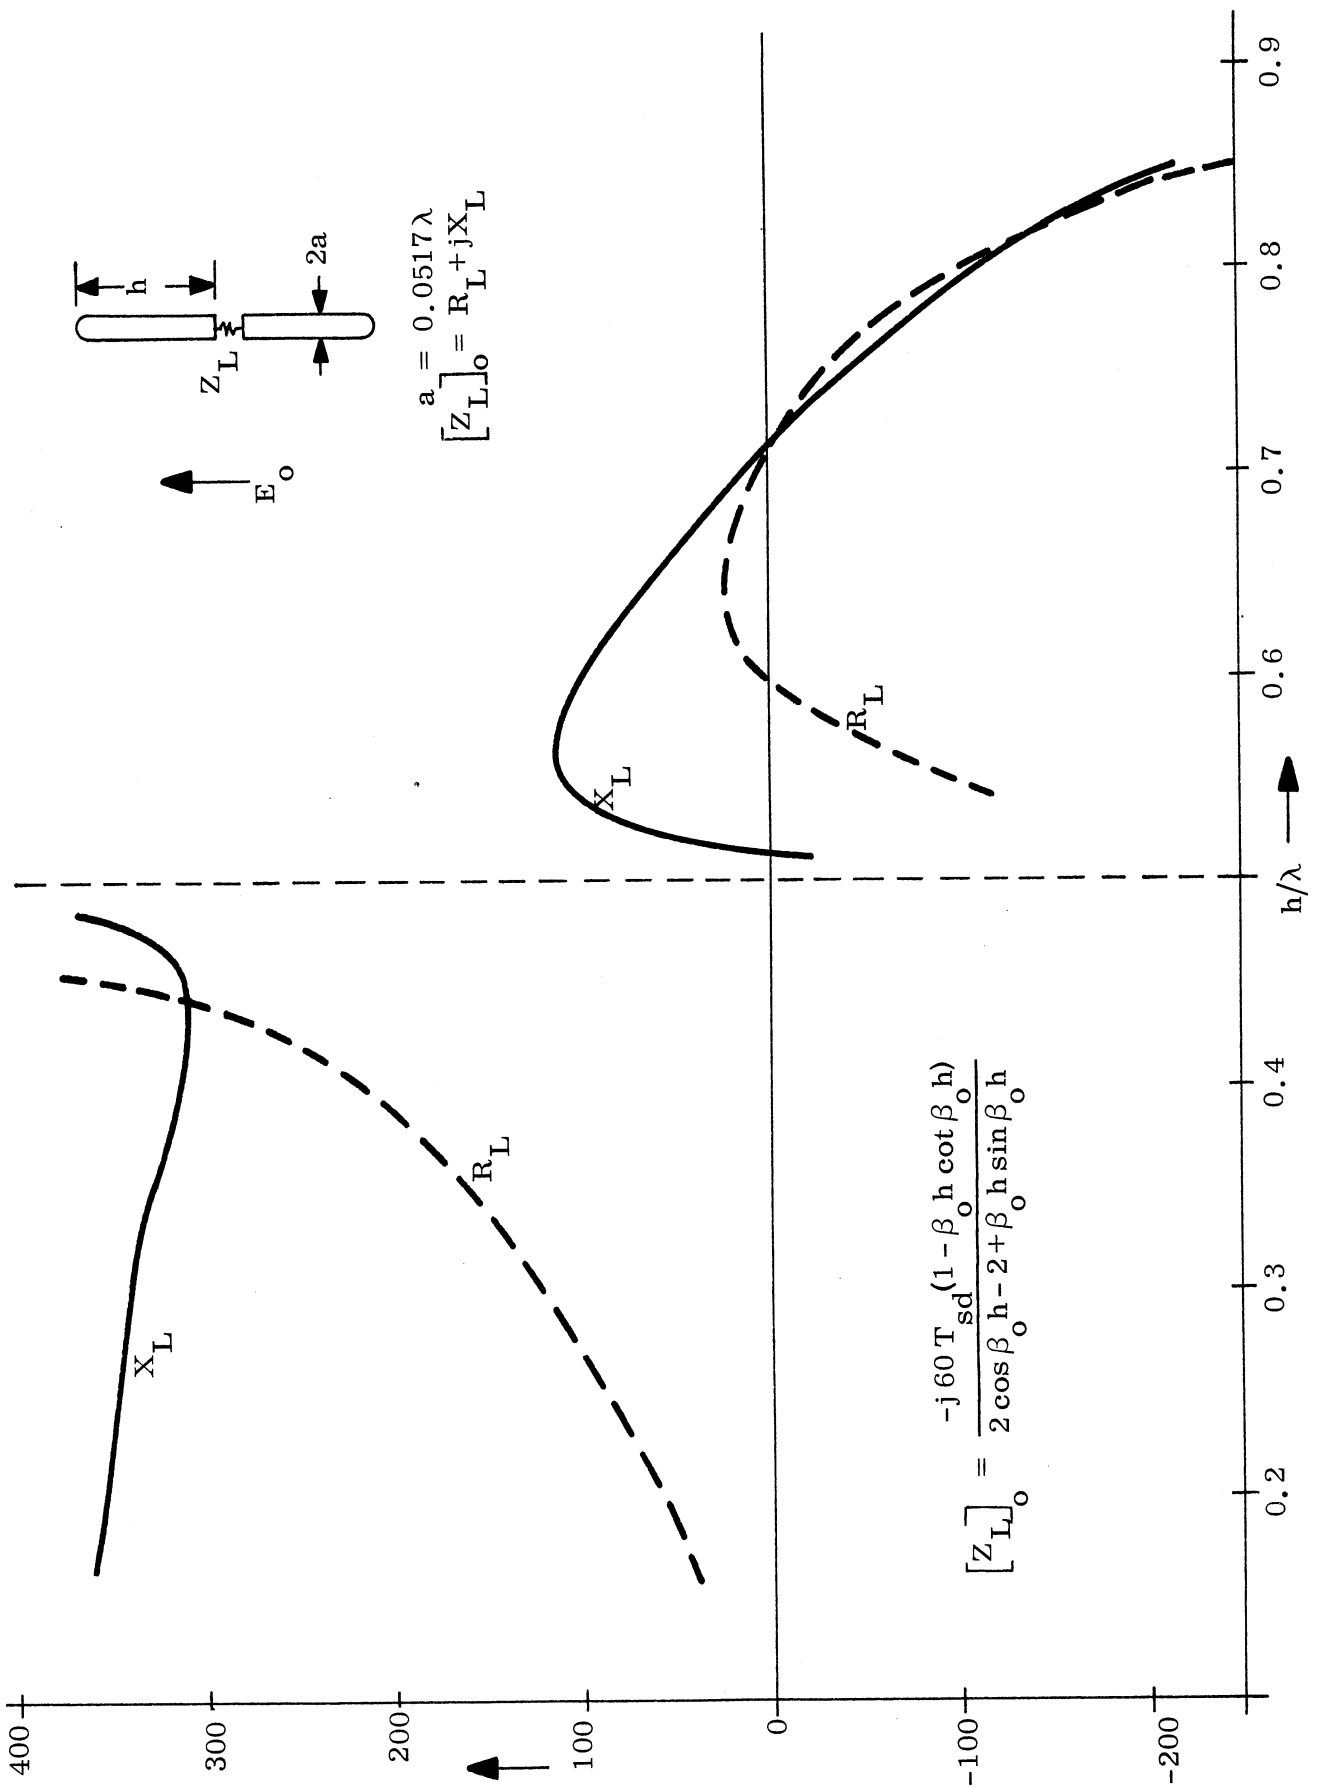 400
300
200
100
0
-100
-200
X_L
R_L
X_L
R_L
E_o
Z_L
h
2a
a = 0.0517λ
[Z_L]_o = R_L+jX_L
[Z_L]_o = -j60T_sd(1-β_o h cot β_o h) / 2 cos β_o h - 2 + β_o h sin β_o h
0.2
0.3
0.4
h/λ
0.6
0.7
0.8
0.9